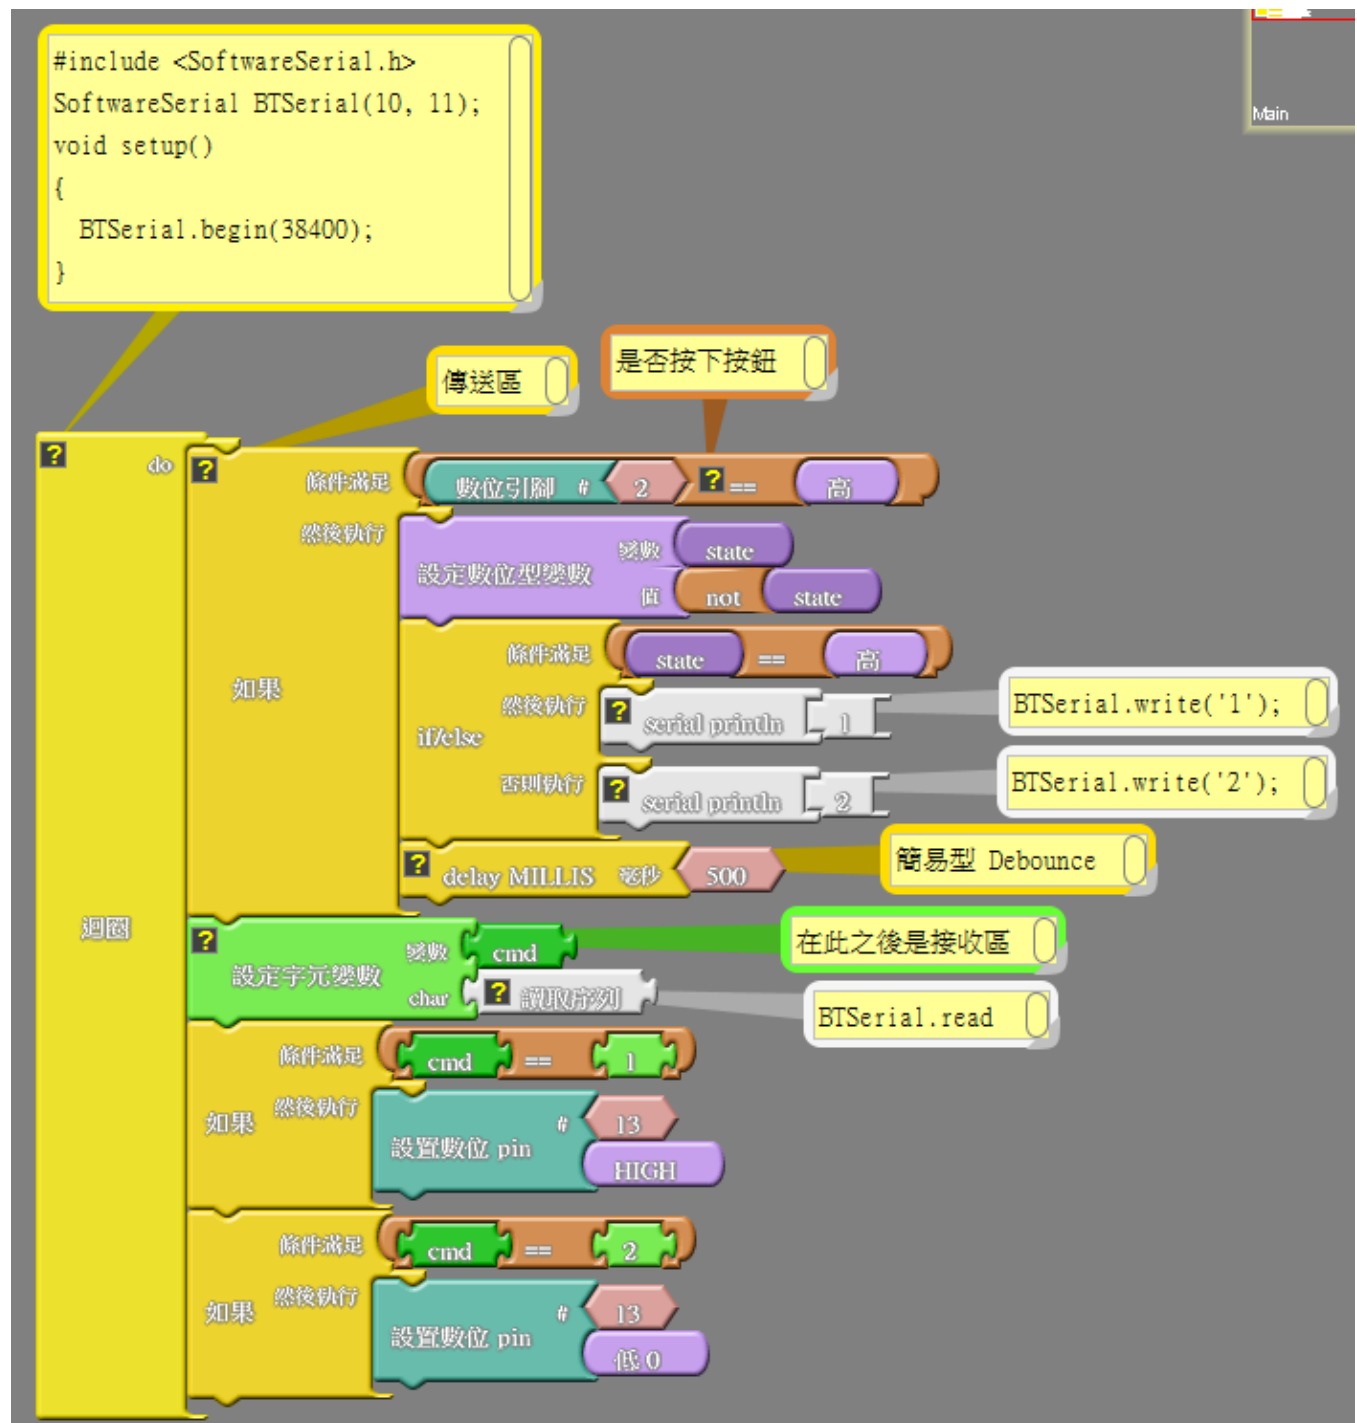 #include <SoftwareSerial.h>
SoftwareSerial BTSerial(10, 11);
void setup()
{
BTSerial.begin(38400);
}
Main
傳送區
是否按下按鈕
do
條件滿足
數位引腳 # 2 == 高
然後執行
設定數位型變數
變數 state
值 not state
如果
條件滿足
state == 高
if/else
然後執行
serial println 1
BTSerial.write('1');
否則執行
serial println 2
BTSerial.write('2');
delay MILLIS 毫秒 500
簡易型 Debounce
迴圈
設定字元變數
變數 cmd
在此之後是接收區
char 讀取序列
BTSerial.read
條件滿足
cmd == 1
如果
然後執行
設置數位 pin
# 13
HIGH
條件滿足
cmd == 2
如果
然後執行
設置數位 pin
# 13
低 0